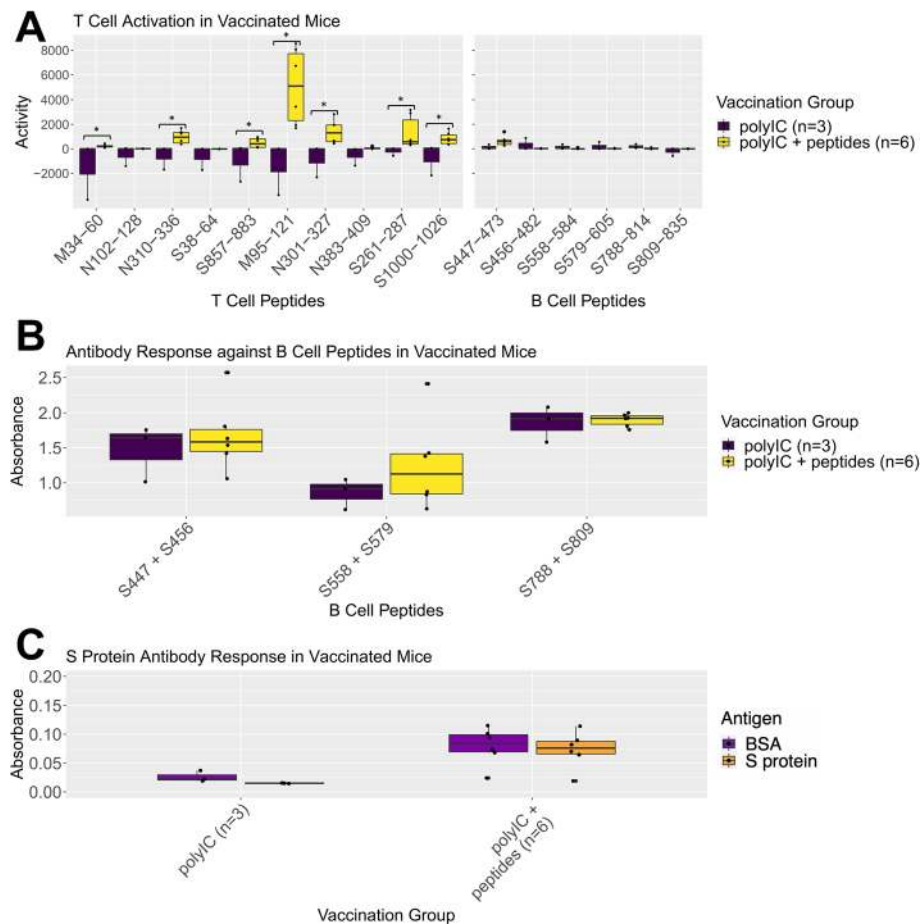 A
T Cell Activation in Vaccinated Mice
Activity
8000
6000
4000
2000
0
−2000
* * * * * * *
M34−60
N102−128
N310−336
S38−64
S857−883
M95−121
N301−327
N383−409
S261−287
S1000−1026
T Cell Peptides
S447−473
S456−482
S558−584
S579−605
S788−814
S809−835
B Cell Peptides
Vaccination Group
polyIC (n=3)
polyIC + peptides (n=6)
B
Antibody Response against B Cell Peptides in Vaccinated Mice
Absorbance
2.5
2.0
1.5
1.0
S447 + S456
S558 + S579
S788 + S809
B Cell Peptides
Vaccination Group
polyIC (n=3)
polyIC + peptides (n=6)
C
S Protein Antibody Response in Vaccinated Mice
Absorbance
0.20
0.15
0.10
0.05
0.00
polyIC (n=3)
polyIC +
peptides (n=6)
Vaccination Group
Antigen
BSA
S protein